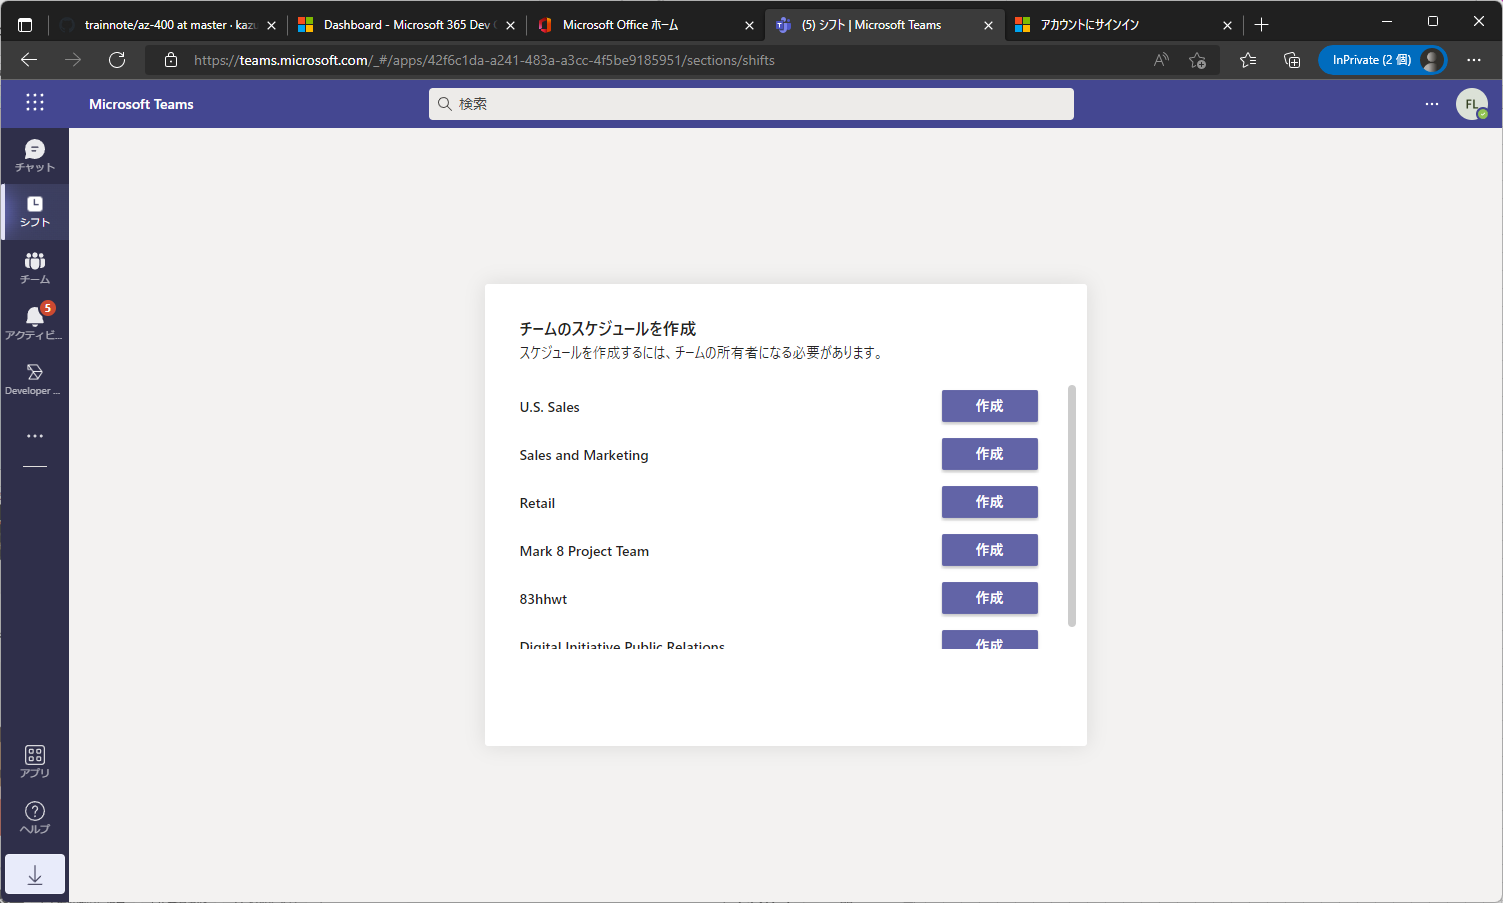 trainnote/az-400 at master · kazu
Dashboard - Microsoft 365 Dev C
Microsoft Office ホーム
(5) シフト | Microsoft Teams
アカウントにサインイン
https://teams.microsoft.com/_#/apps/42f6c1da-a241-483a-a3cc-4f5be9185951/sections/shifts
InPrivate (2 個)
Microsoft Teams
検索
FL
チャット
シフト
チーム
5
アクティビ...
Developer ...
アプリ
ヘルプ
チームのスケジュールを作成
スケジュールを作成するには、チームの所有者になる必要があります。
U.S. Sales
作成
Sales and Marketing
作成
Retail
作成
Mark 8 Project Team
作成
83hhwt
作成
Digital Initiative Public Relations
作成